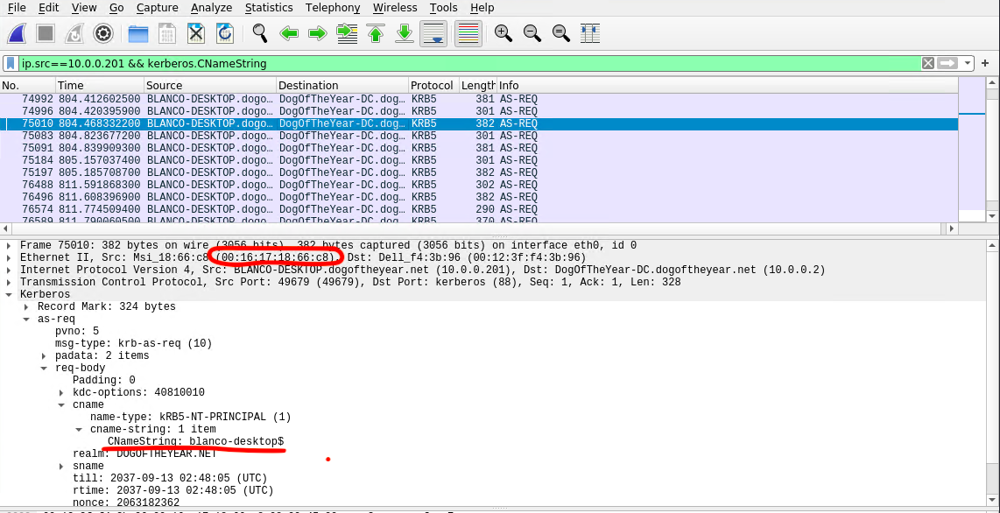 File Edit View Go Capture Analyze Statistics Telephony Wireless Tools Help
ip.src==10.0.0.201 && kerberos.CNameString
No. Time Source Destination Protocol Length Info
74992 804.412602500 BLANCO-DESKTOP.dogo… DogOfTheYear-DC.dog… KRB5 381 AS-REQ
74996 804.420395900 BLANCO-DESKTOP.dogo… DogOfTheYear-DC.dog… KRB5 301 AS-REQ
75010 804.468332200 BLANCO-DESKTOP.dogo… DogOfTheYear-DC.dog… KRB5 382 AS-REQ
75083 804.823677200 BLANCO-DESKTOP.dogo… DogOfTheYear-DC.dog… KRB5 301 AS-REQ
75091 804.839909300 BLANCO-DESKTOP.dogo… DogOfTheYear-DC.dog… KRB5 381 AS-REQ
75184 805.157037400 BLANCO-DESKTOP.dogo… DogOfTheYear-DC.dog… KRB5 301 AS-REQ
75197 805.185708700 BLANCO-DESKTOP.dogo… DogOfTheYear-DC.dog… KRB5 382 AS-REQ
76488 811.591868300 BLANCO-DESKTOP.dogo… DogOfTheYear-DC.dog… KRB5 302 AS-REQ
76496 811.608396900 BLANCO-DESKTOP.dogo… DogOfTheYear-DC.dog… KRB5 382 AS-REQ
76574 811.774509400 BLANCO-DESKTOP.dogo… DogOfTheYear-DC.dog… KRB5 290 AS-REQ
76589 811.790060500 BLANCO-DESKTOP.dogo… DogOfTheYear-DC.dog… KRB5 370 AS-REQ
Frame 75010: 382 bytes on wire (3056 bits), 382 bytes captured (3056 bits) on interface eth0, id 0
Ethernet II, Src: Msi_18:66:c8 (00:16:17:18:66:c8), Dst: Dell_f4:3b:96 (00:12:3f:f4:3b:96)
Internet Protocol Version 4, Src: BLANCO-DESKTOP.dogoftheyear.net (10.0.0.201), Dst: DogOfTheYear-DC.dogoftheyear.net (10.0.0.2)
Transmission Control Protocol, Src Port: 49679 (49679), Dst Port: kerberos (88), Seq: 1, Ack: 1, Len: 328
Kerberos
Record Mark: 324 bytes
as-req
pvno: 5
msg-type: krb-as-req (10)
padata: 2 items
req-body
Padding: 0
kdc-options: 40810010
cname
name-type: kRB5-NT-PRINCIPAL (1)
cname-string: 1 item
CNameString: blanco-desktop$
realm: DOGOFTHEYEAR.NET
sname
till: 2037-09-13 02:48:05 (UTC)
rtime: 2037-09-13 02:48:05 (UTC)
nonce: 2063182362